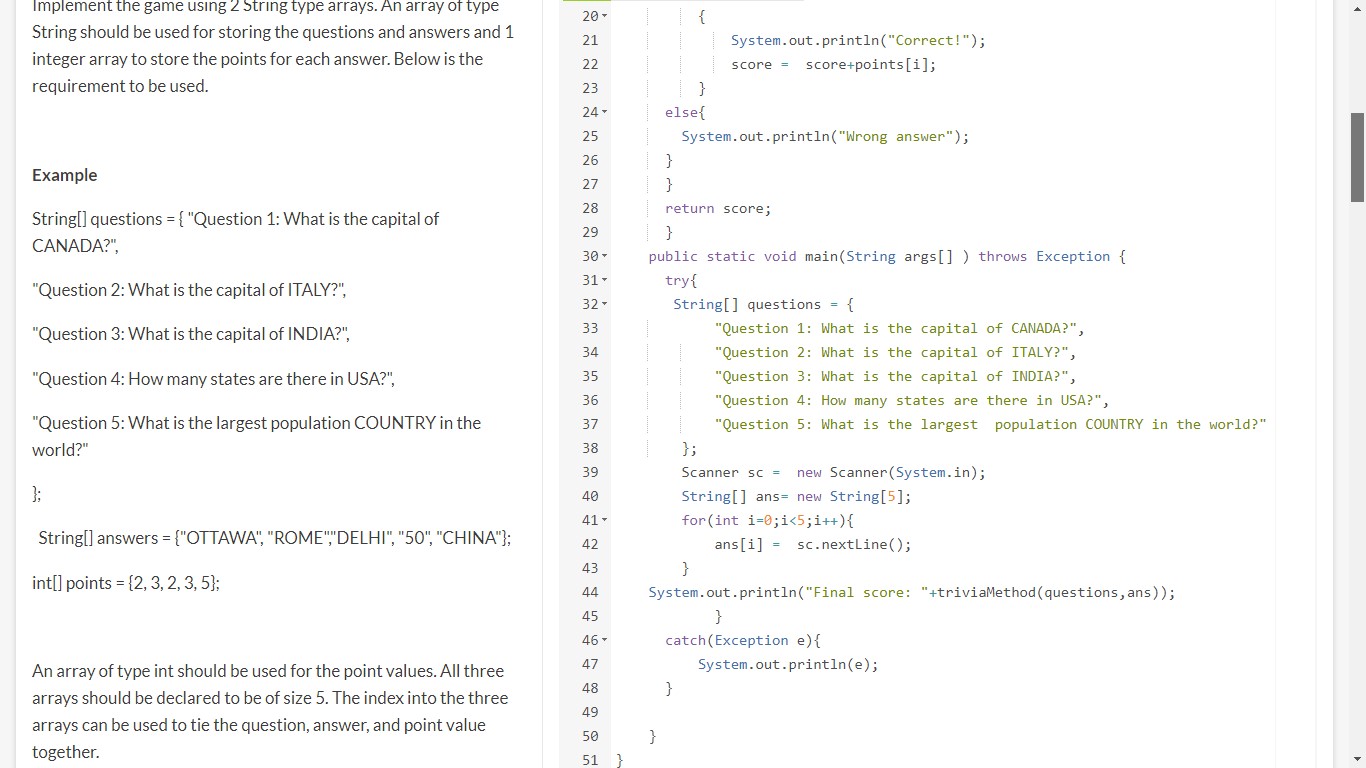 Implement the game using 2 String type arrays. An array of type
String should be used for storing the questions and answers and 1
integer array to store the points for each answer. Below is the
requirement to be used.
Example
String[] questions = { "Question 1: What is the capital of
CANADA?",
"Question 2: What is the capital of ITALY?",
"Question 3: What is the capital of INDIA?",
"Question 4: How many states are there in USA?",
"Question 5: What is the largest population COUNTRY in the
world?"
};
String[] answers = {"OTTAWA", "ROME","DELHI", "50", "CHINA"};
int[] points = {2, 3, 2, 3, 5};
An array of type int should be used for the point values. All three
arrays should be declared to be of size 5. The index into the three
arrays can be used to tie the question, answer, and point value
together.
20 {
21 System.out.println("Correct!");
22 score = score+points[i];
23 }
24 else{
25 System.out.println("Wrong answer");
26 }
27 }
28 return score;
29 }
30 public static void main(String args[] ) throws Exception {
31 try{
32 String[] questions = {
33 "Question 1: What is the capital of CANADA?",
34 "Question 2: What is the capital of ITALY?",
35 "Question 3: What is the capital of INDIA?",
36 "Question 4: How many states are there in USA?",
37 "Question 5: What is the largest  population COUNTRY in the world?"
38 };
39 Scanner sc =  new Scanner(System.in);
40 String[] ans= new String[5];
41 for(int i=0;i<5;i++){
42 ans[i] =  sc.nextLine();
43 }
44 System.out.println("Final score: "+triviaMethod(questions,ans));
45 }
46 catch(Exception e){
47 System.out.println(e);
48 }
49
50 }
51 }